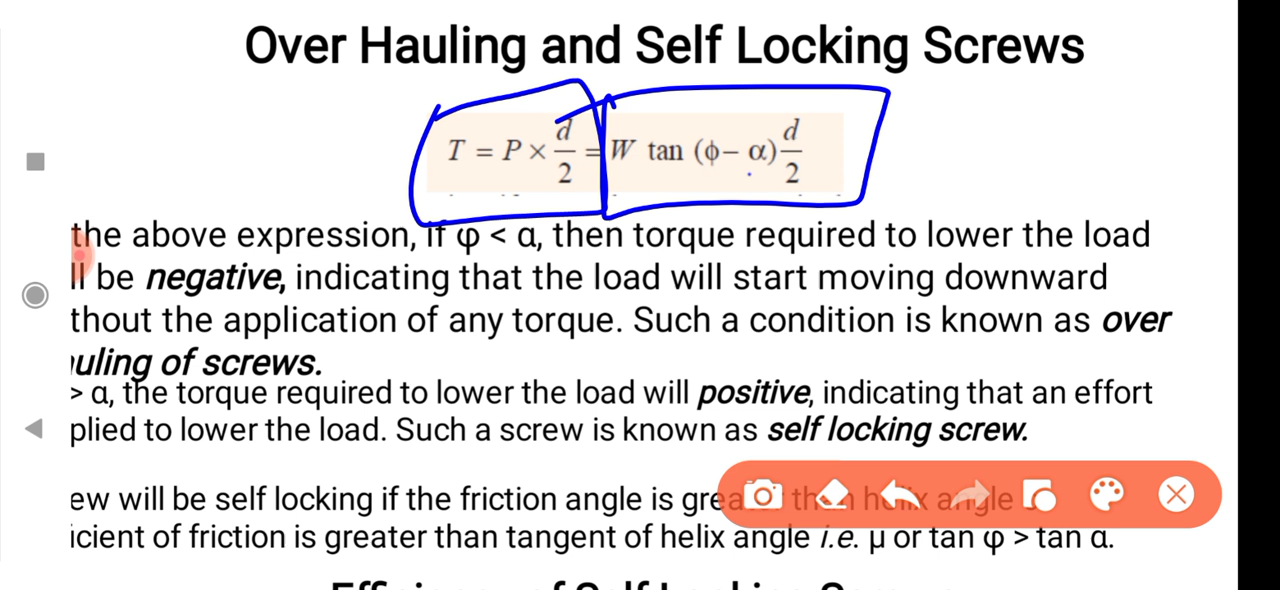 Over Hauling and Self Locking Screws
T = P × d/2 = W tan (ϕ – α) d/2
the above expression, if φ < α, then torque required to lower the load
ll be negative, indicating that the load will start moving downward
thout the application of any torque. Such a condition is known as over
uling of screws.
> α, the torque required to lower the load will positive, indicating that an effort
plied to lower the load. Such a screw is known as self locking screw.
ew will be self locking if the friction angle is greater than helix angle
icient of friction is greater than tangent of helix angle i.e. μ or tan φ > tan α.